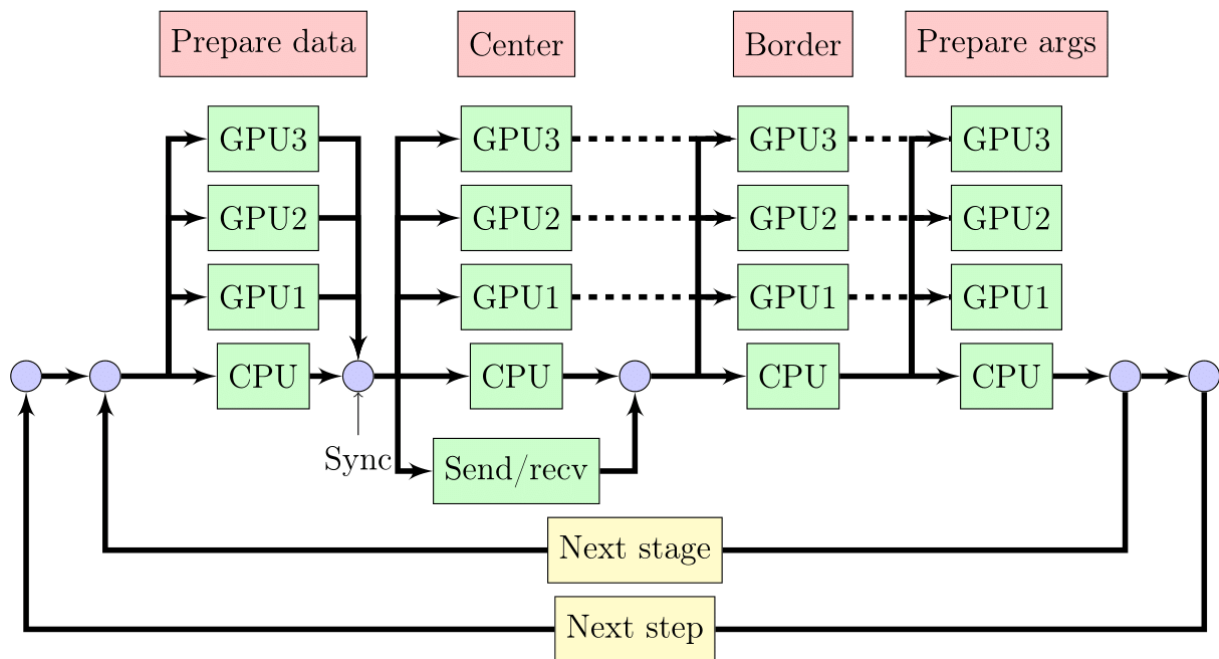 Prepare data
Center
Border
Prepare args
GPU3
GPU3
GPU3
GPU3
GPU2
GPU2
GPU2
GPU2
GPU1
GPU1
GPU1
GPU1
CPU
CPU
CPU
CPU
Sync
Send/recv
Next stage
Next step